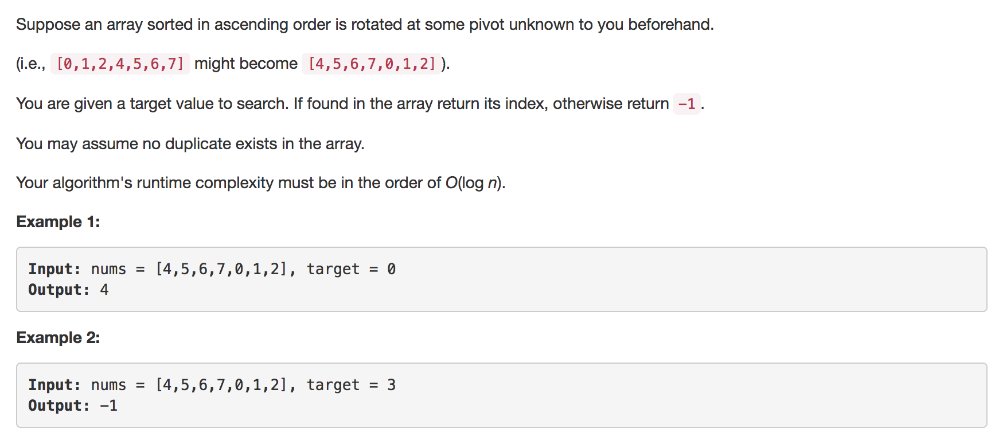 Suppose an array sorted in ascending order is rotated at some pivot unknown to you beforehand.
(i.e., [0,1,2,4,5,6,7] might become [4,5,6,7,0,1,2]).
You are given a target value to search. If found in the array return its index, otherwise return -1.
You may assume no duplicate exists in the array.
Your algorithm's runtime complexity must be in the order of O(log n).
Example 1:
Input: nums = [4,5,6,7,0,1,2], target = 0
Output: 4
Example 2:
Input: nums = [4,5,6,7,0,1,2], target = 3
Output: -1